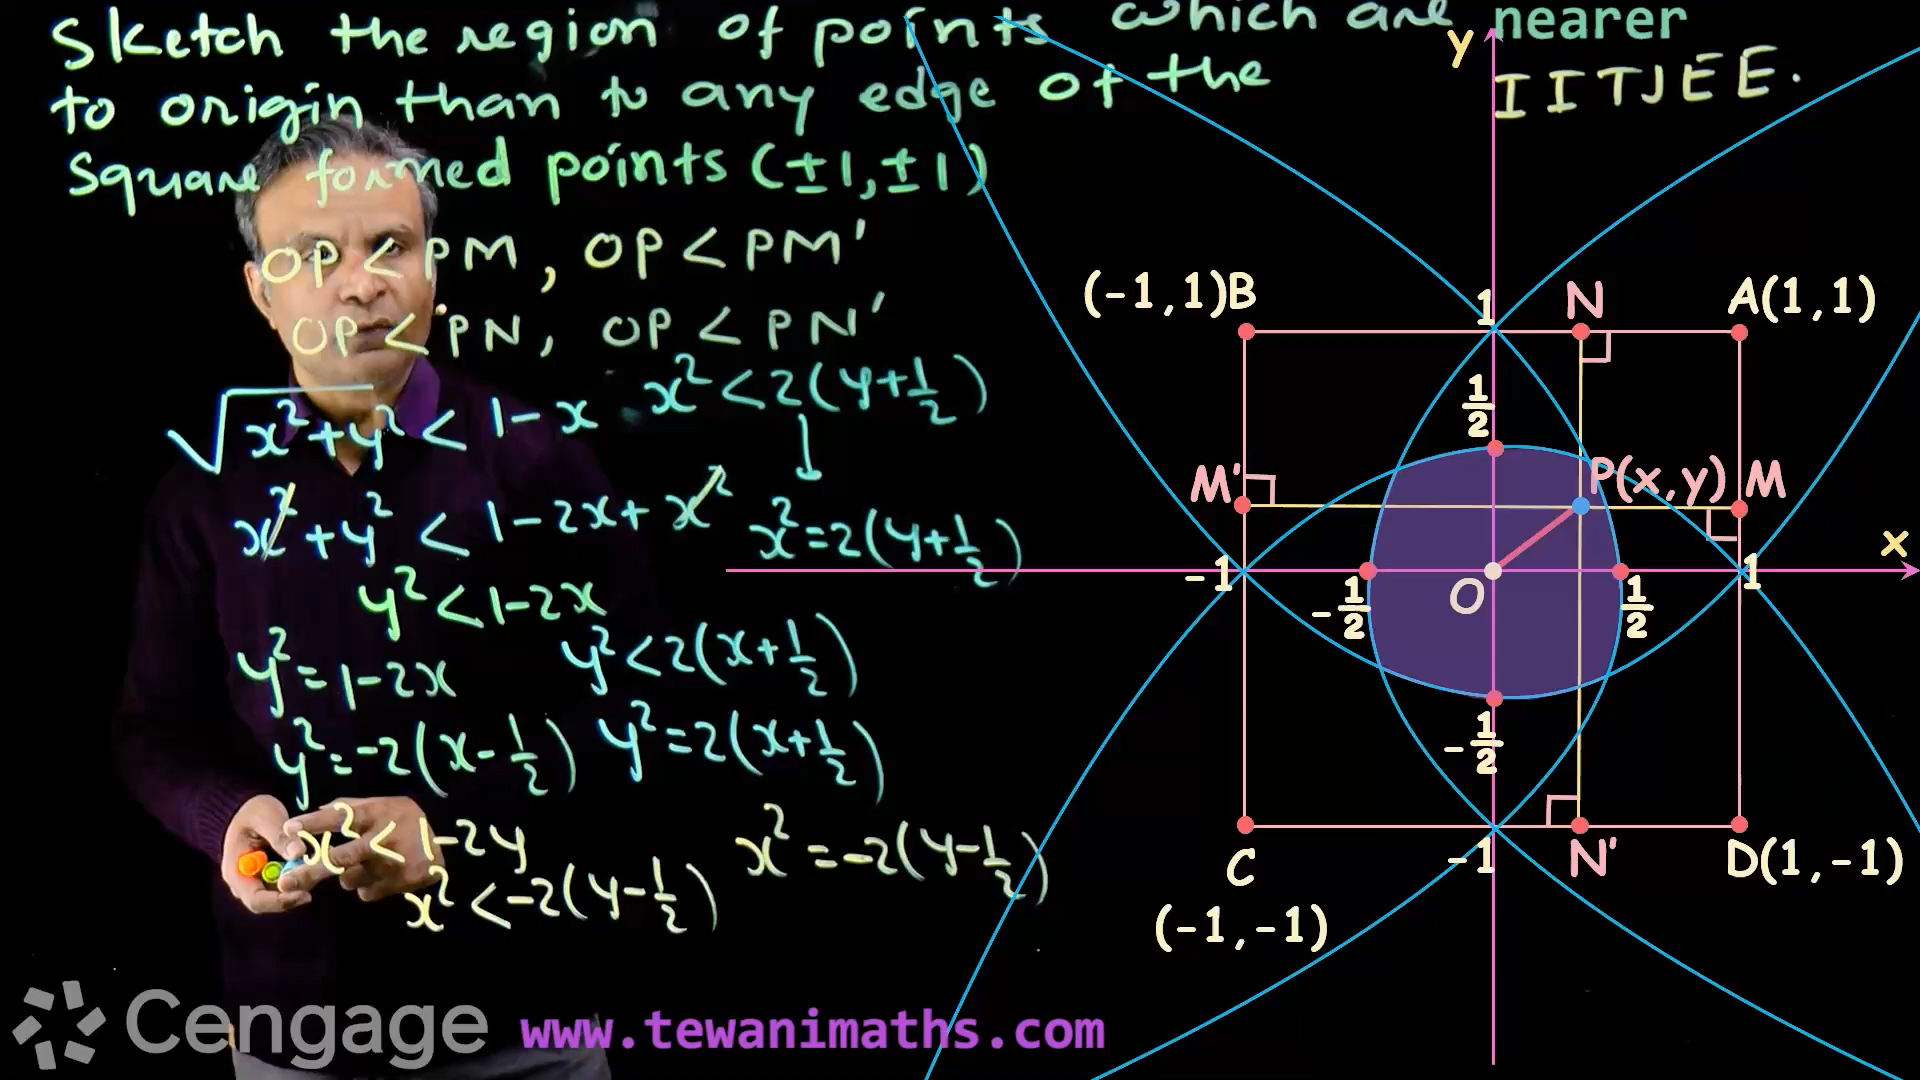 Sketch the region of points which are nearer
to origin than to any edge of the
Square formed points (±1,±1)
IITJEE.
OP<PM, OP<PM'
OP<PN, OP<PN'
√x²+y² < 1-x
x² < 2(y+1/2)
↓
x²+y² < 1-2x+x²
x²=2(y+1/2)
y² < 1-2x
y²=1-2x
y² < 2(x+1/2)
y²=-2(x-1/2)
y²=2(x+1/2)
x² < 1-2y
x² < -2(y-1/2)
x²=-2(y-1/2)
y
(-1,1)B
1
N
A(1,1)
1/2
M'
P(x,y)
M
x
-1
-1/2
O
1/2
1
-1/2
C
-1
N'
D(1,-1)
(-1,-1)
Cengage
www.tewanimaths.com